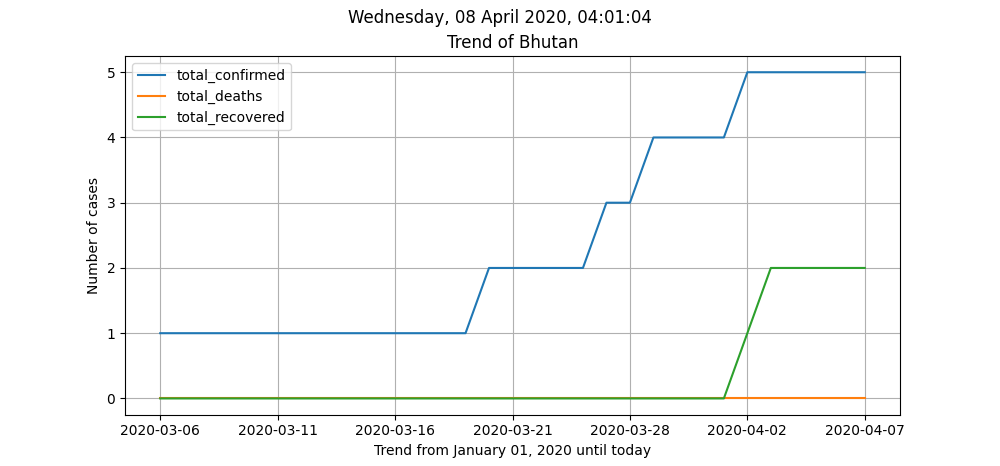 Wednesday, 08 April 2020, 04:01:04
Trend of Bhutan
total_confirmed
total_deaths
total_recovered
Number of cases
5
4
3
2
1
0
2020-03-06 2020-03-11 2020-03-16 2020-03-21 2020-03-28 2020-04-02 2020-04-07
Trend from January 01, 2020 until today